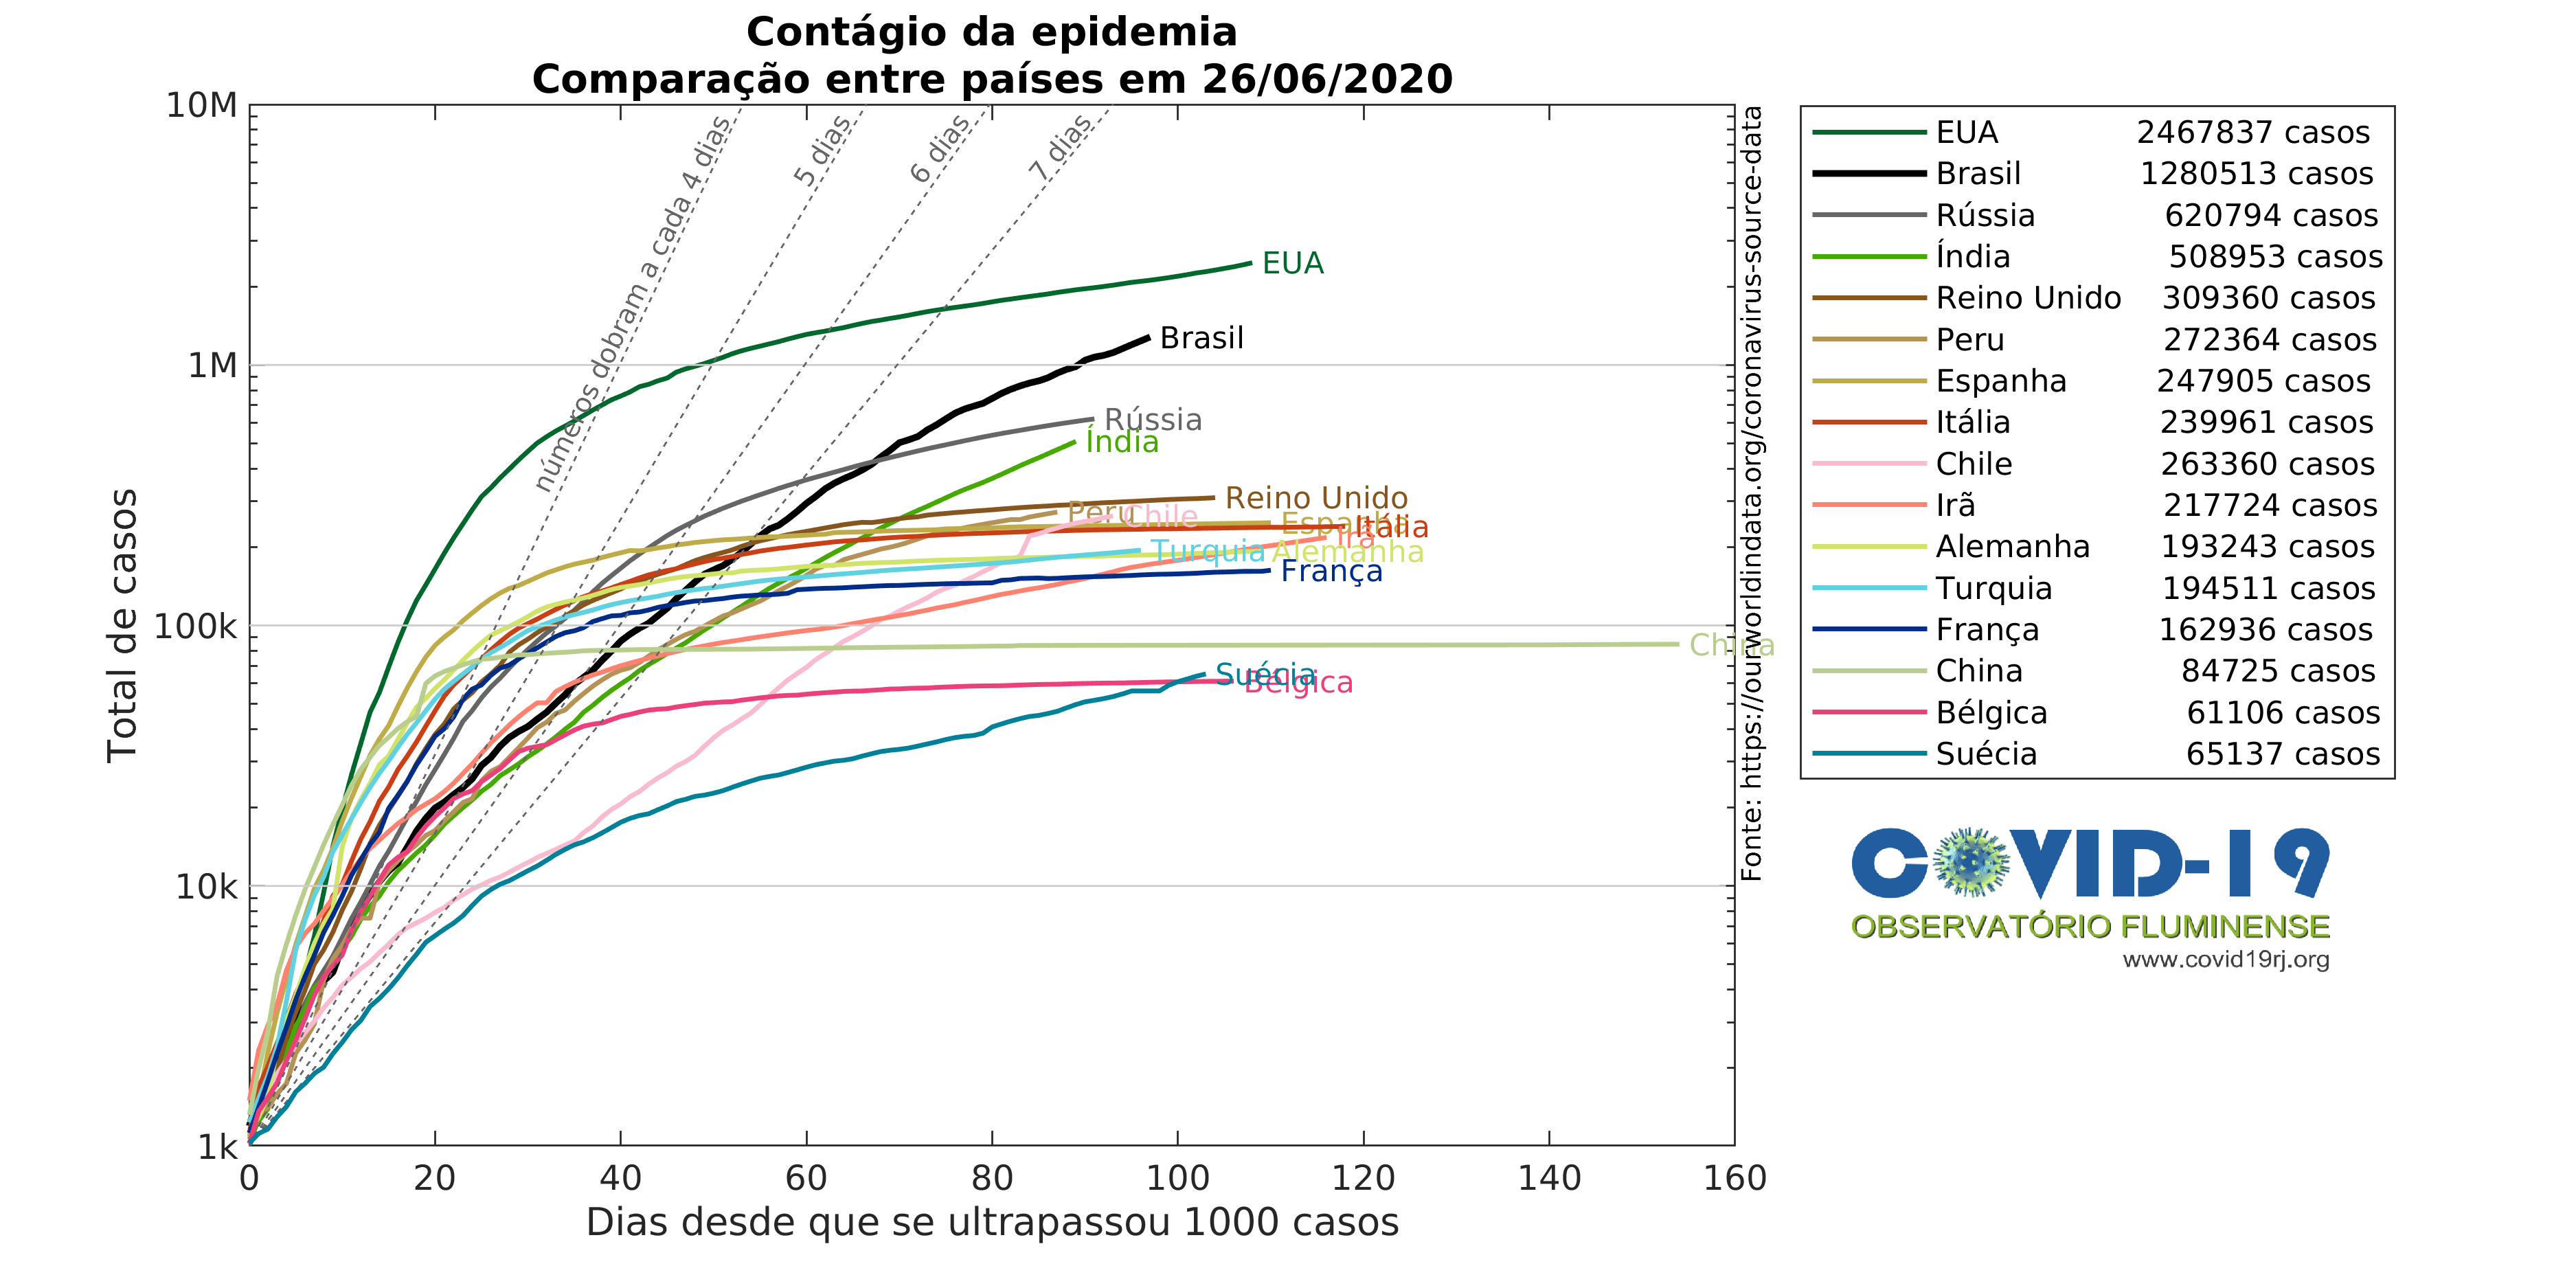 Contágio da epidemia
Comparação entre países em 26/06/2020
10M
1M
100k
10k
1k
Total de casos
0 20 40 60 80 100 120 140 160
Dias desde que se ultrapassou 1000 casos
números dobram a cada 4 dias
5 dias
6 dias
7 dias
EUA
Brasil
Rússia
Índia
Reino Unido
Peru
Chile
Espanha
Itália
Irã
Turquia
Alemanha
França
China
Suécia
Bélgica
Fonte: https://ourworldindata.org/coronavirus-source-data
EUA 2467837 casos
Brasil 1280513 casos
Rússia 620794 casos
Índia 508953 casos
Reino Unido 309360 casos
Peru 272364 casos
Espanha 247905 casos
Itália 239961 casos
Chile 263360 casos
Irã 217724 casos
Alemanha 193243 casos
Turquia 194511 casos
França 162936 casos
China 84725 casos
Bélgica 61106 casos
Suécia 65137 casos
COVID-19
OBSERVATÓRIO FLUMINENSE
www.covid19rj.org